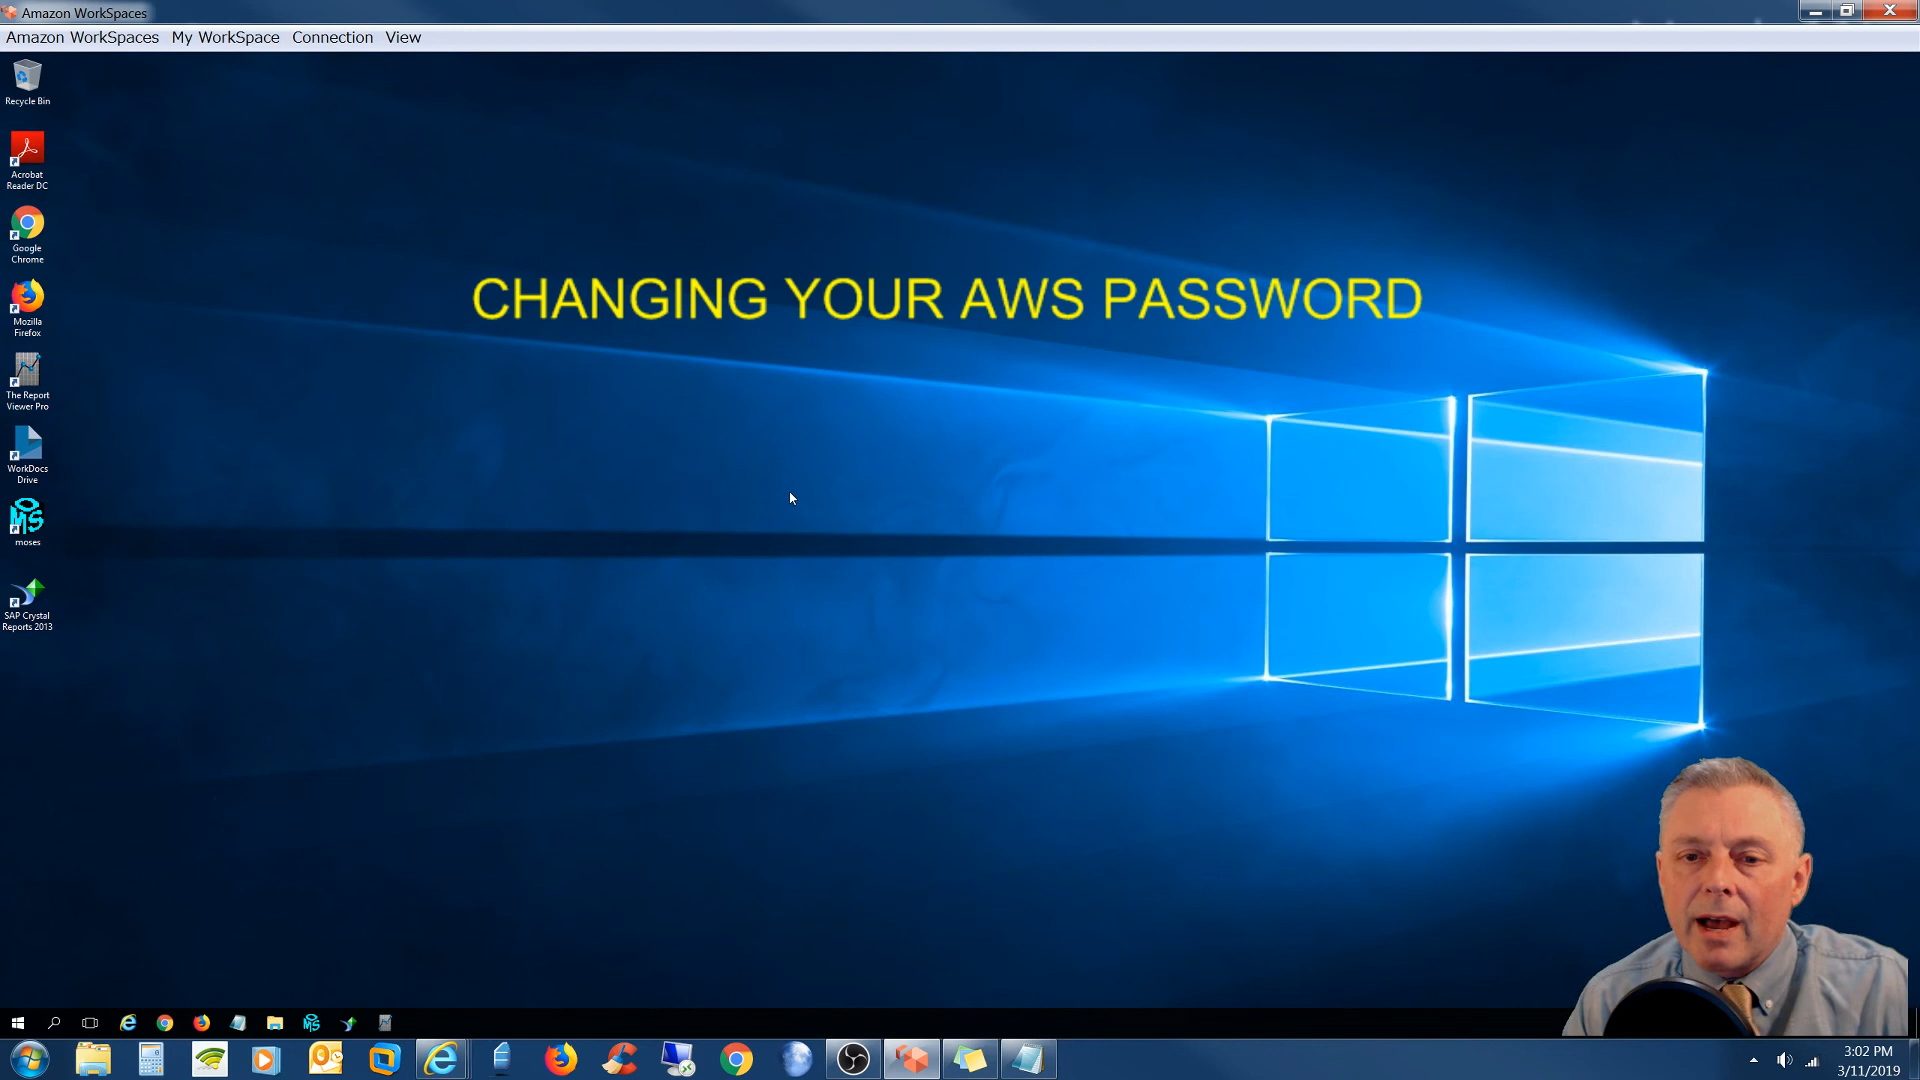 Amazon WorkSpaces
Amazon WorkSpaces My WorkSpace Connection View
Recycle Bin
Acrobat
Reader DC
Google
Chrome
Mozilla
Firefox
The Report
Viewer Pro
WorkDocs
Drive
moses
SAP Crystal
Reports 2013
CHANGING YOUR AWS PASSWORD
3:02 PM
3/11/2019